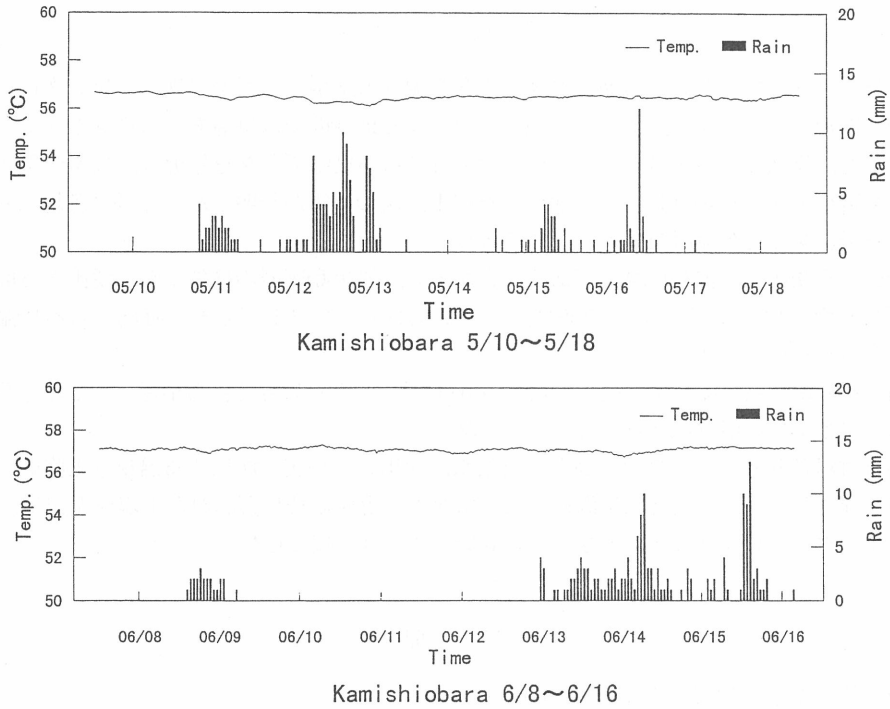 60
58
56
54
52
50
Temp. (℃)
20
15
10
5
0
Rain (mm)
Temp. Rain
05/10 05/11 05/12 05/13 05/14 05/15 05/16 05/17 05/18
Time
Kamishiobara 5/10～5/18
60
58
56
54
52
50
Temp. (℃)
20
15
10
5
0
Rain (mm)
Temp. Rain
06/08 06/09 06/10 06/11 06/12 06/13 06/14 06/15 06/16
Time
Kamishiobara 6/8～6/16